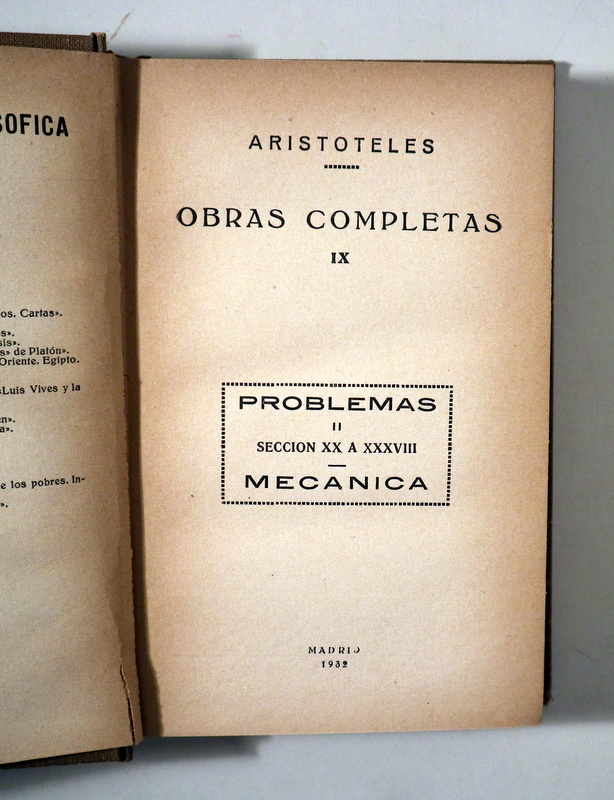 SOFICA
os. Cartas».
s».
sis».
s» de Platón».
Oriente. Egipto.
«Luis Vives y la
en».
a».
e los pobres. In-
».
ARISTOTELES
OBRAS COMPLETAS
IX
PROBLEMAS
II
SECCION XX A XXXVIII
MECANICA
MADRID
1932